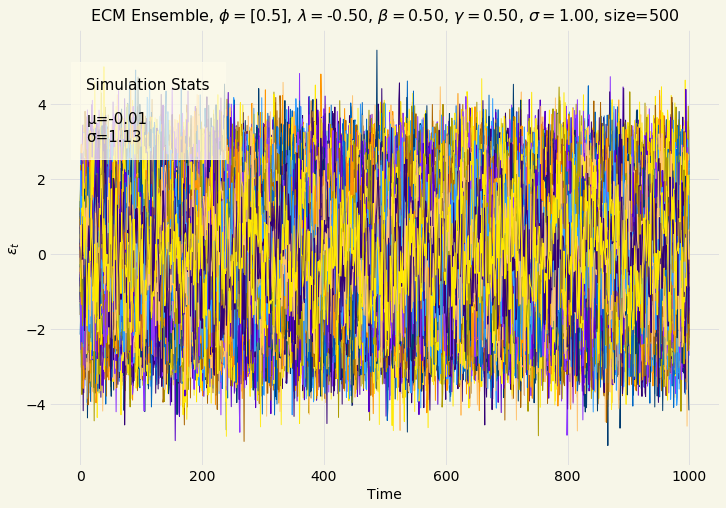 ECM Ensemble, ϕ = [0.5], λ = -0.50, β = 0.50, γ = 0.50, σ = 1.00, size=500
Simulation Stats
μ=-0.01
σ=1.13
4
2
0
−2
−4
εt
0 200 400 600 800 1000
Time